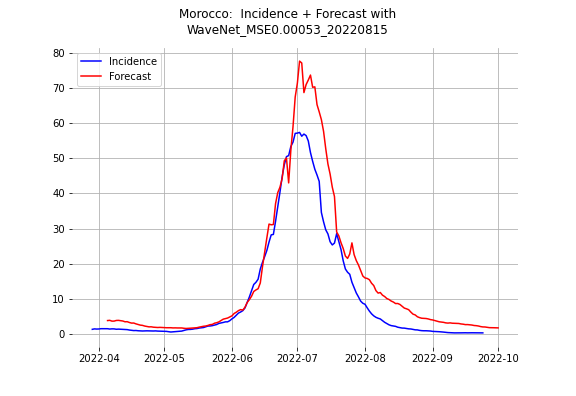 Morocco:  Incidence + Forecast with
WaveNet_MSE0.00053_20220815
Incidence
Forecast
80
70
60
50
40
30
20
10
0
2022-04 2022-05 2022-06 2022-07 2022-08 2022-09 2022-10